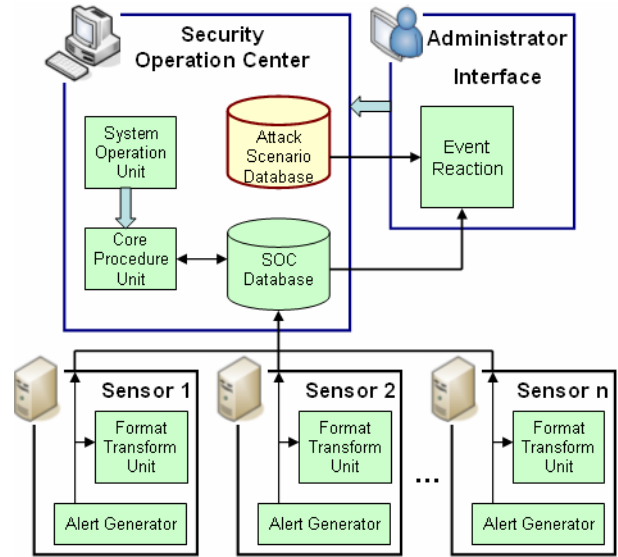 Security
Operation Center
Administrator
Interface
System
Operation
Unit
Attack
Scenario
Database
Event
Reaction
Core
Procedure
Unit
SOC
Database
Sensor 1
Format
Transform
Unit
Alert Generator
Sensor 2
Format
Transform
Unit
Alert Generator
...
Sensor n
Format
Transform
Unit
Alert Generator